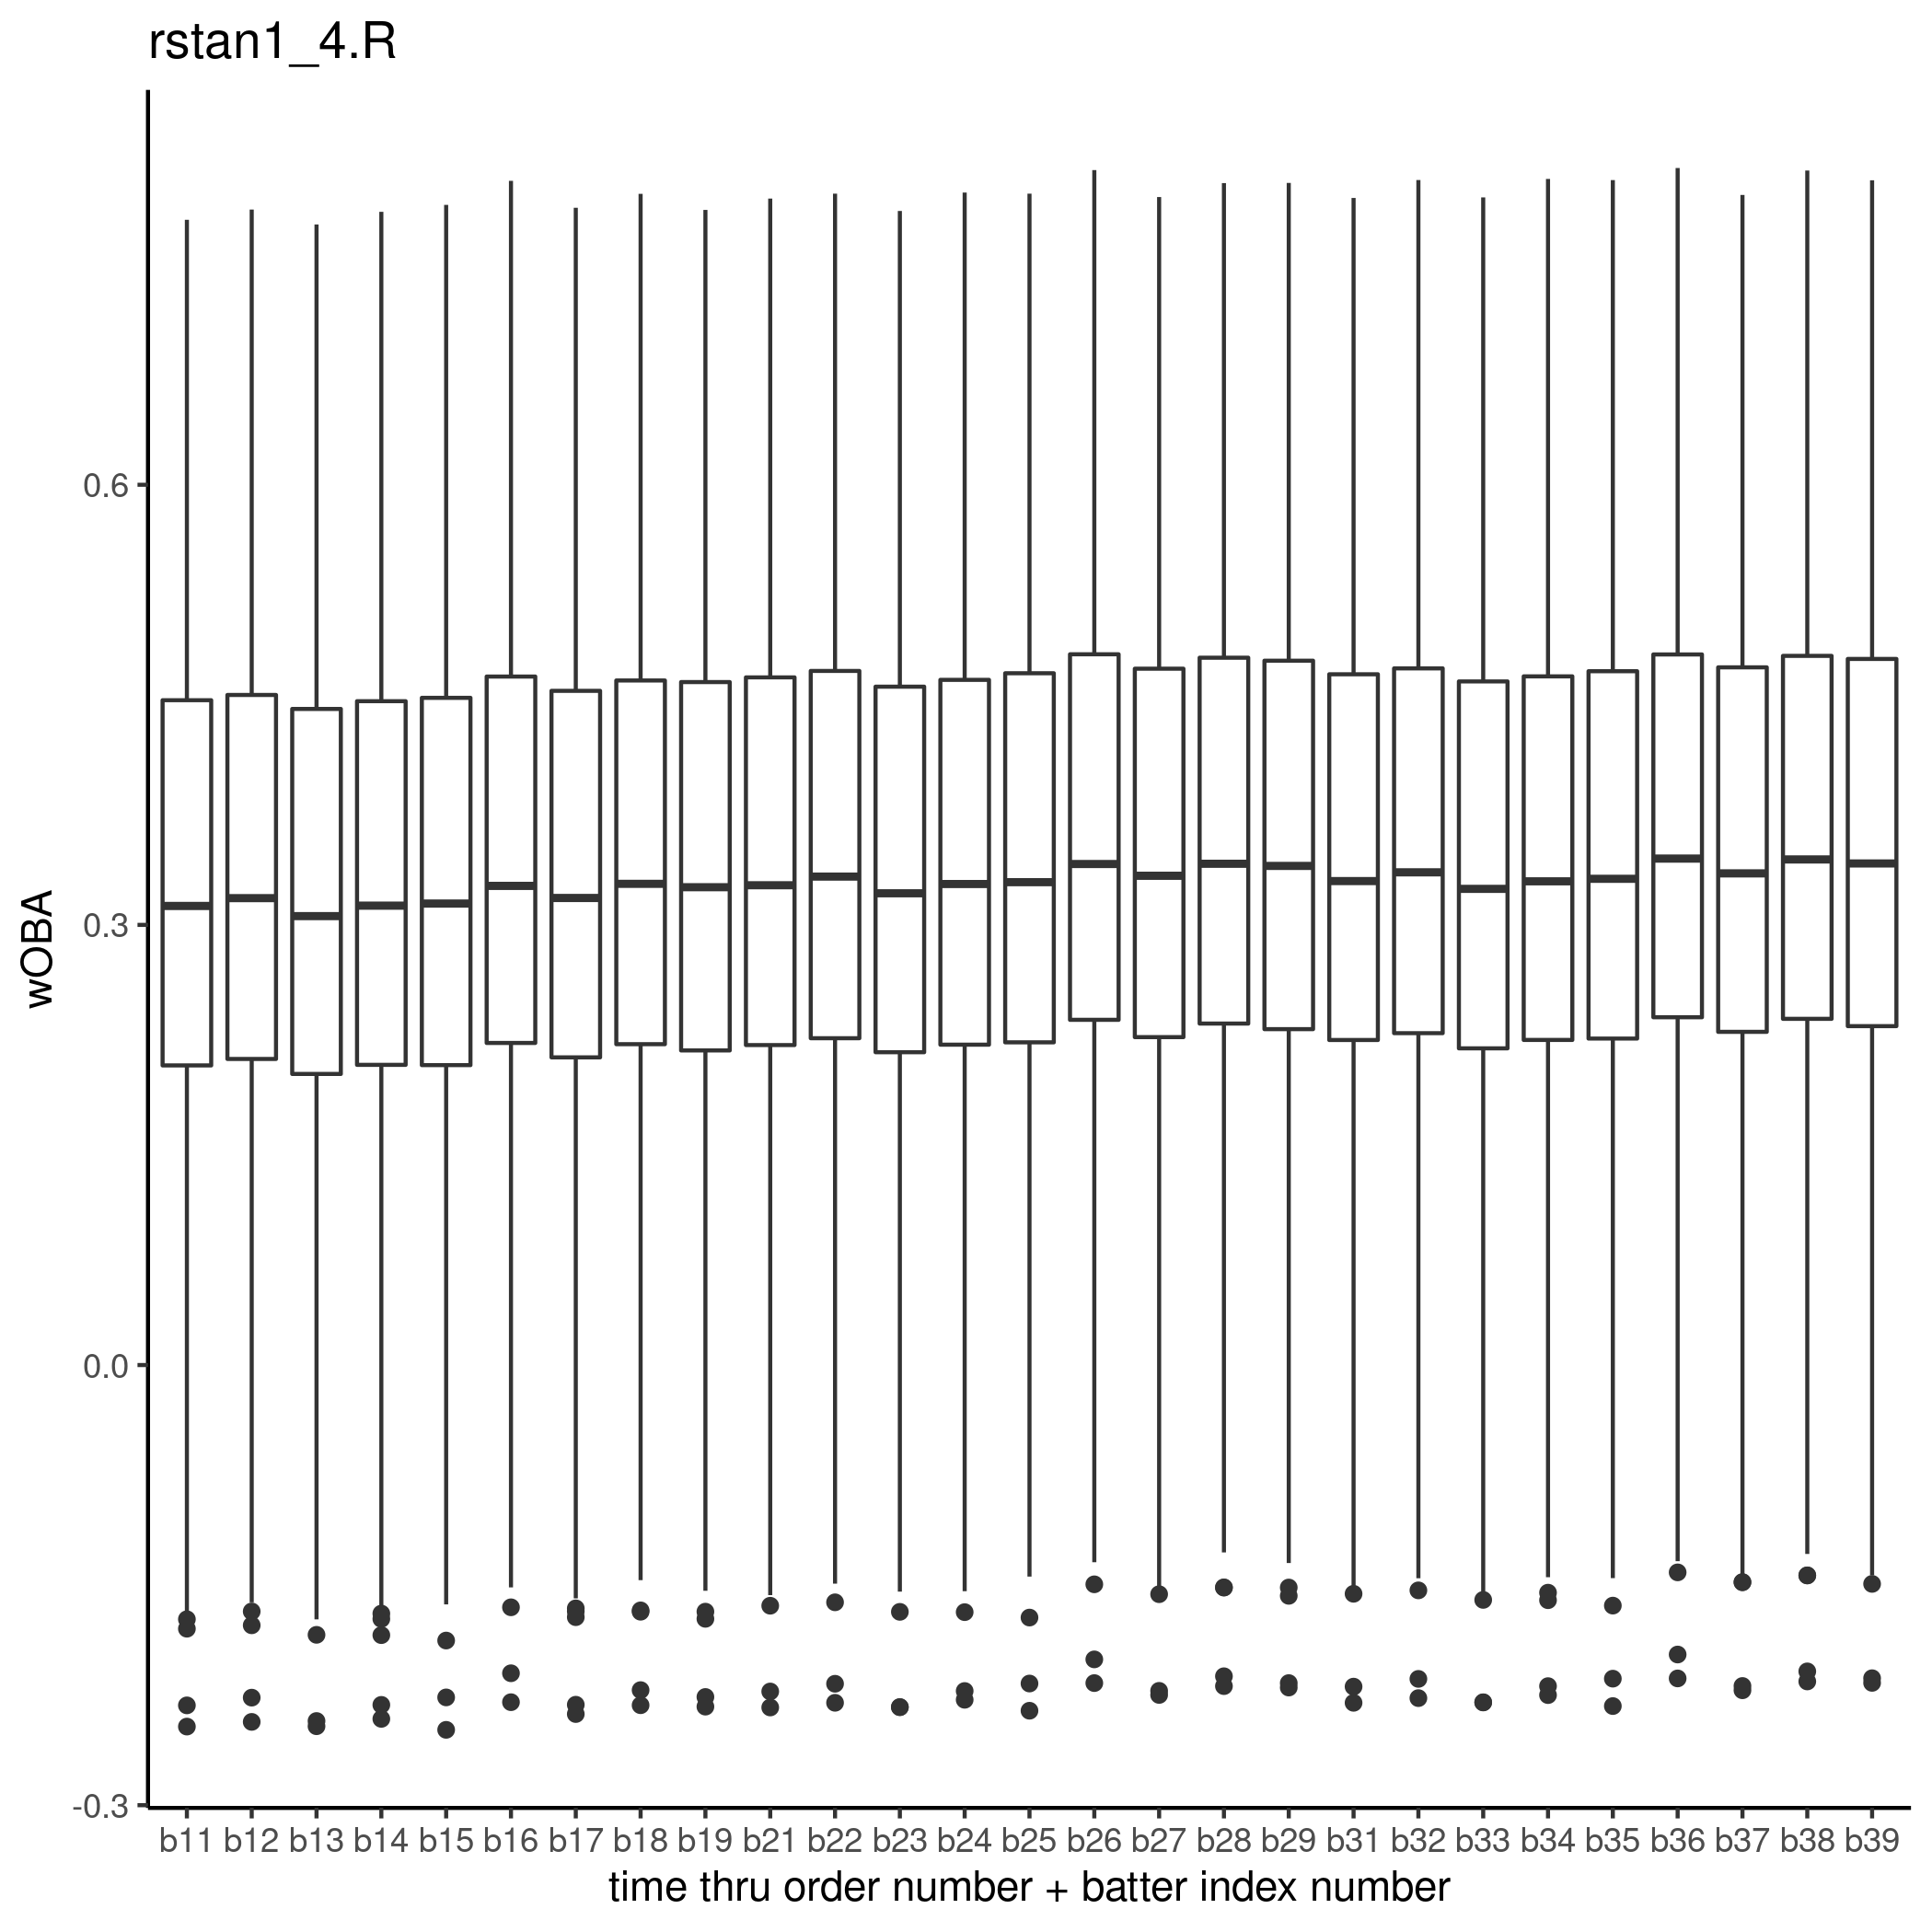 rstan1_4.R
wOBA
0.6
0.3
0.0
-0.3
b11 b12 b13 b14 b15 b16 b17 b18 b19 b21 b22 b23 b24 b25 b26 b27 b28 b29 b31 b32 b33 b34 b35 b36 b37 b38 b39
time thru order number + batter index number